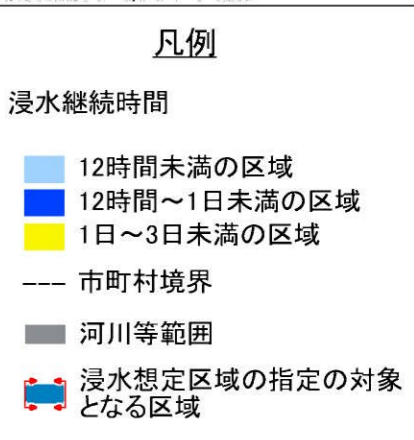 凡例
浸水継続時間
12時間未満の区域
12時間～1日未満の区域
1日～3日未満の区域
市町村境界
河川等範囲
浸水想定区域の指定の対象
となる区域